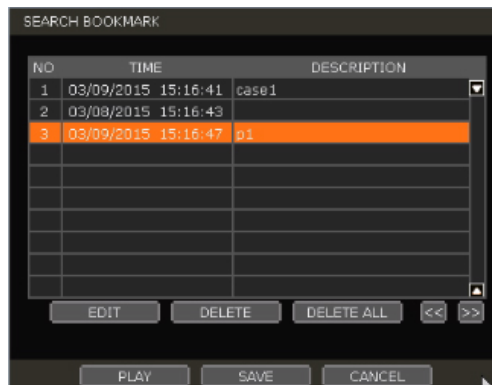 SEARCH BOOKMARK
NO TIME DESCRIPTION
1 03/09/2015 15:16:41 case1
2 03/08/2015 15:16:43
3 03/09/2015 15:16:47 p1
EDIT DELETE DELETE ALL << >>
PLAY SAVE CANCEL